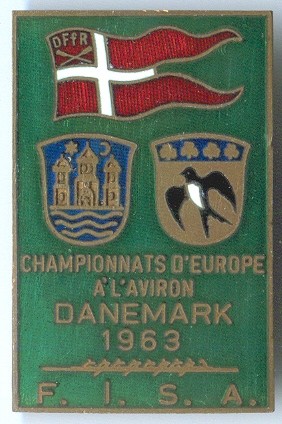 DFfR
CHAMPIONNATS D'EUROPE
A'L'AVIRON
DANEMARK
1963
F. I. S. A.